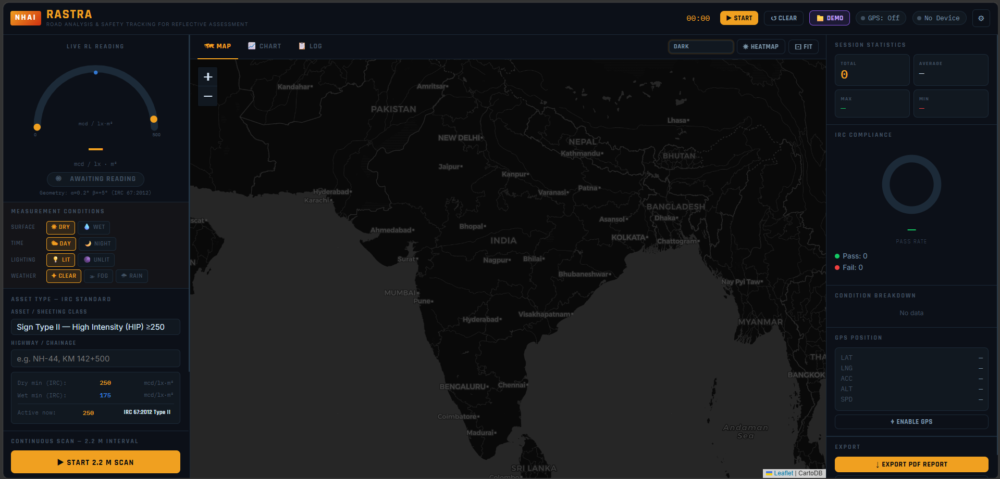 NHAI
RASTRA
ROAD ANALYSIS & SAFETY TRACKING FOR REFLECTIVE ASSESSMENT
00:00
▶ START
↺ CLEAR
DEMO
GPS: Off
No Device
LIVE RL READING
mcd / lx·m²
0
500
—
mcd / lx · m²
AWAITING READING
Geometry: α=0.2° β=+5° (IRC 67:2012)
MEASUREMENT CONDITIONS
SURFACE
DRY
WET
TIME
DAY
NIGHT
LIGHTING
LIT
UNLIT
WEATHER
CLEAR
FOG
RAIN
ASSET TYPE — IRC STANDARD
ASSET / SHEETING CLASS
Sign Type II — High Intensity (HIP) ≥250
HIGHWAY / CHAINAGE
e.g. NH-44, KM 142+500
Dry min (IRC): 250 mcd/lx·m²
Wet min (IRC): 175 mcd/lx·m²
Active now: 250 IRC 67:2012 Type II
CONTINUOUS SCAN — 2.2 M INTERVAL
▶ START 2.2 M SCAN
MAP
CHART
LOG
DARK
HEATMAP
FIT
+
−
Kandahar
Amritsar
PAKISTAN
Lhasa
NEW DELHI
NEPAL
Kathmandu
BHUTAN
Jaipur
Kanpur
Patna
Varanasi
Hyderabad
Karachi
BANGLADESH
Dhaka
Asansol
scat
Ahmedabad
Bhopal
INDIA
KOLKATA
Chattogram
Surat
Nagpur
Bhilai
N
Bhubaneshwar
Nay Pyi Taw
MUMBAI
Pune
Hyderabad
Visakhapatnam
MYANMAR
THA
BANGKOK
BENGALURU
Chennai
Coimbatore
Madurai
Andaman
Sea
SRI LANKA
Colombo
Leaflet | CartoDB
SESSION STATISTICS
TOTAL
0
AVERAGE
—
MAX
—
MIN
—
IRC COMPLIANCE
—
PASS RATE
Pass: 0
Fail: 0
CONDITION BREAKDOWN
No data
GPS POSITION
LAT —
LNG —
ACC —
ALT —
SPD —
ENABLE GPS
EXPORT
↓ EXPORT PDF REPORT